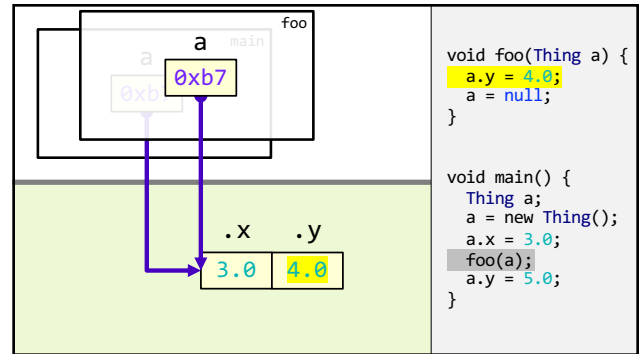 foo
a
main
a
0xb7
0xb
.x .y
3.0 4.0
void foo(Thing a) {
a.y = 4.0;
a = null;
}
void main() {
Thing a;
a = new Thing();
a.x = 3.0;
foo(a);
a.y = 5.0;
}